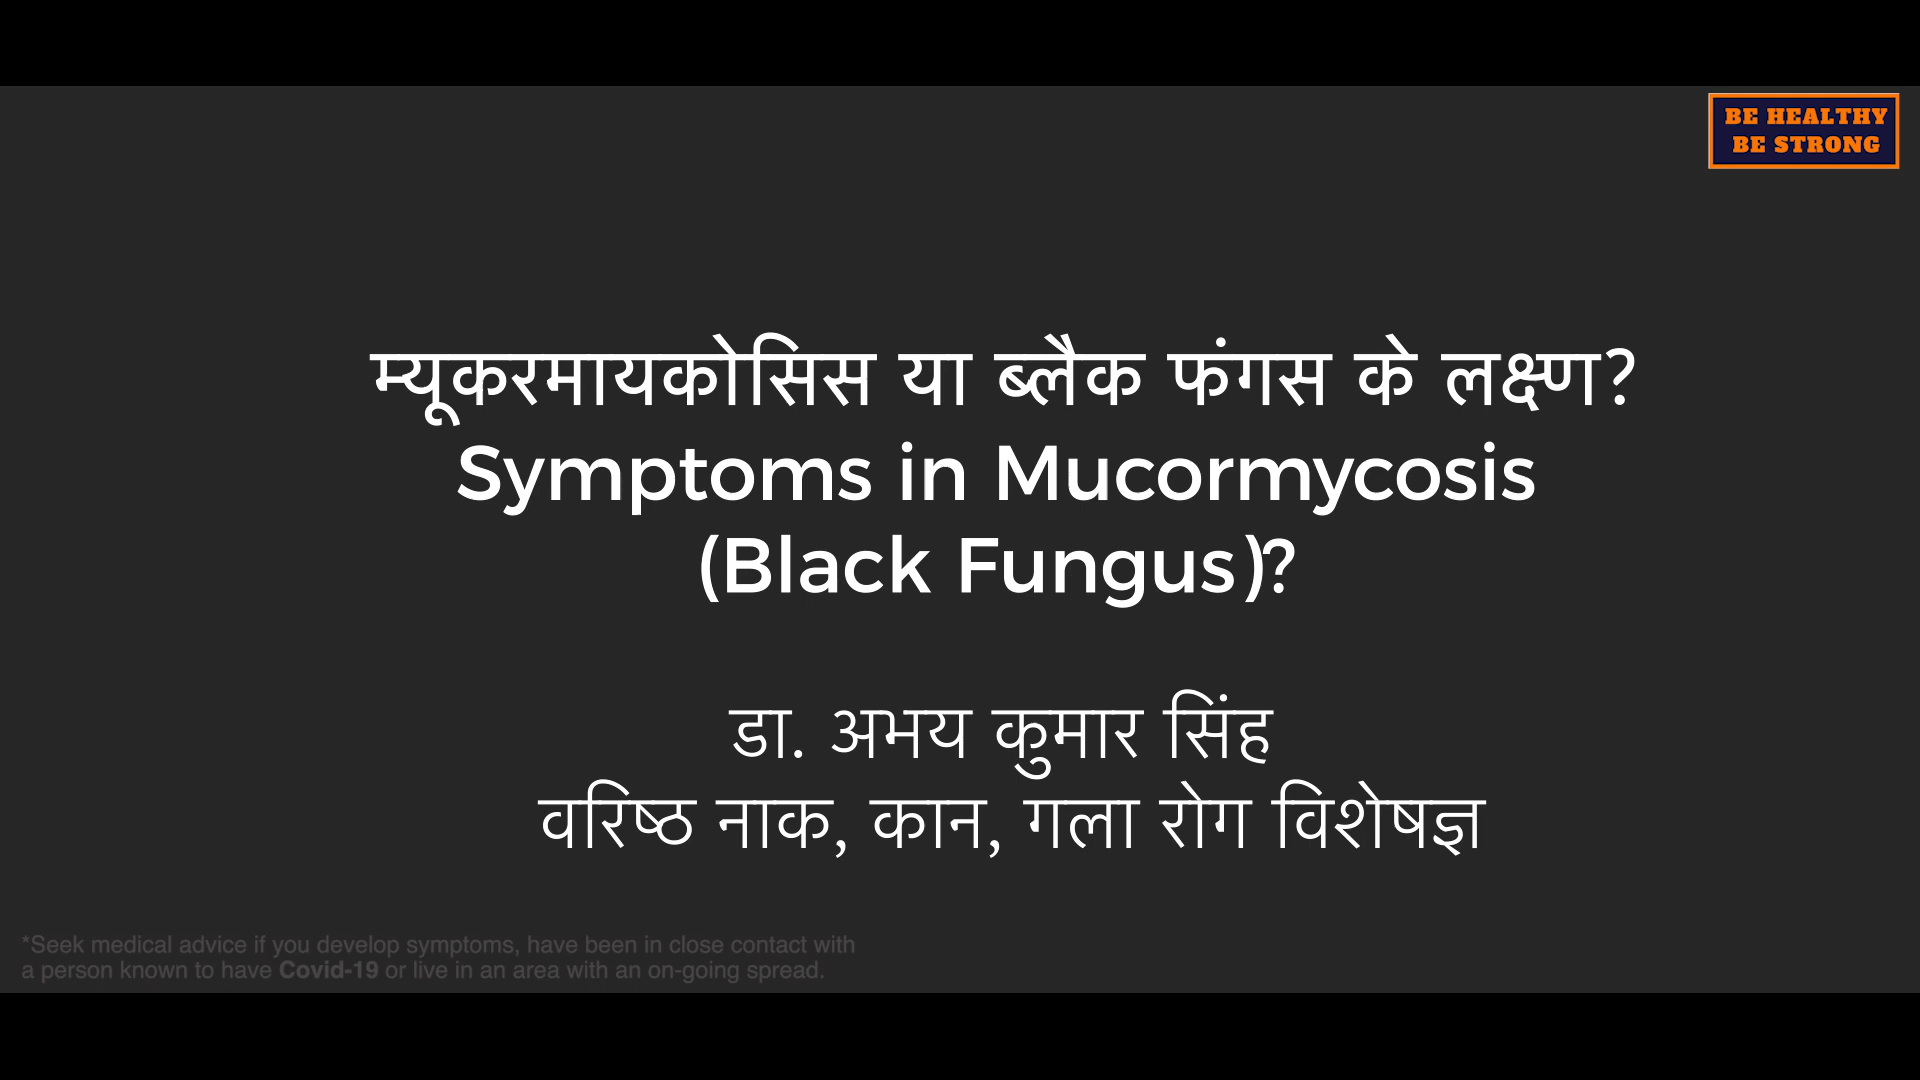 BE HEALTHY
BE STRONG
म्यूकरमायकोसिस या ब्लैक फंगस के लक्ष्ण?
Symptoms in Mucormycosis
(Black Fungus)?
डा. अभय कुमार सिंह
वरिष्ठ नाक, कान, गला रोग विशेषज्ञ
*Seek medical advice if you develop symptoms, have been in close contact with
a person known to have Covid-19 or live in an area with an on-going spread.